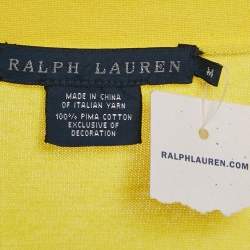 RALPH LAUREN
M
MADE IN CHINA
OF ITALIAN YARN
100% PIMA COTTON
EXCLUSIVE OF
DECORATION
RALPHLAUREN.COM